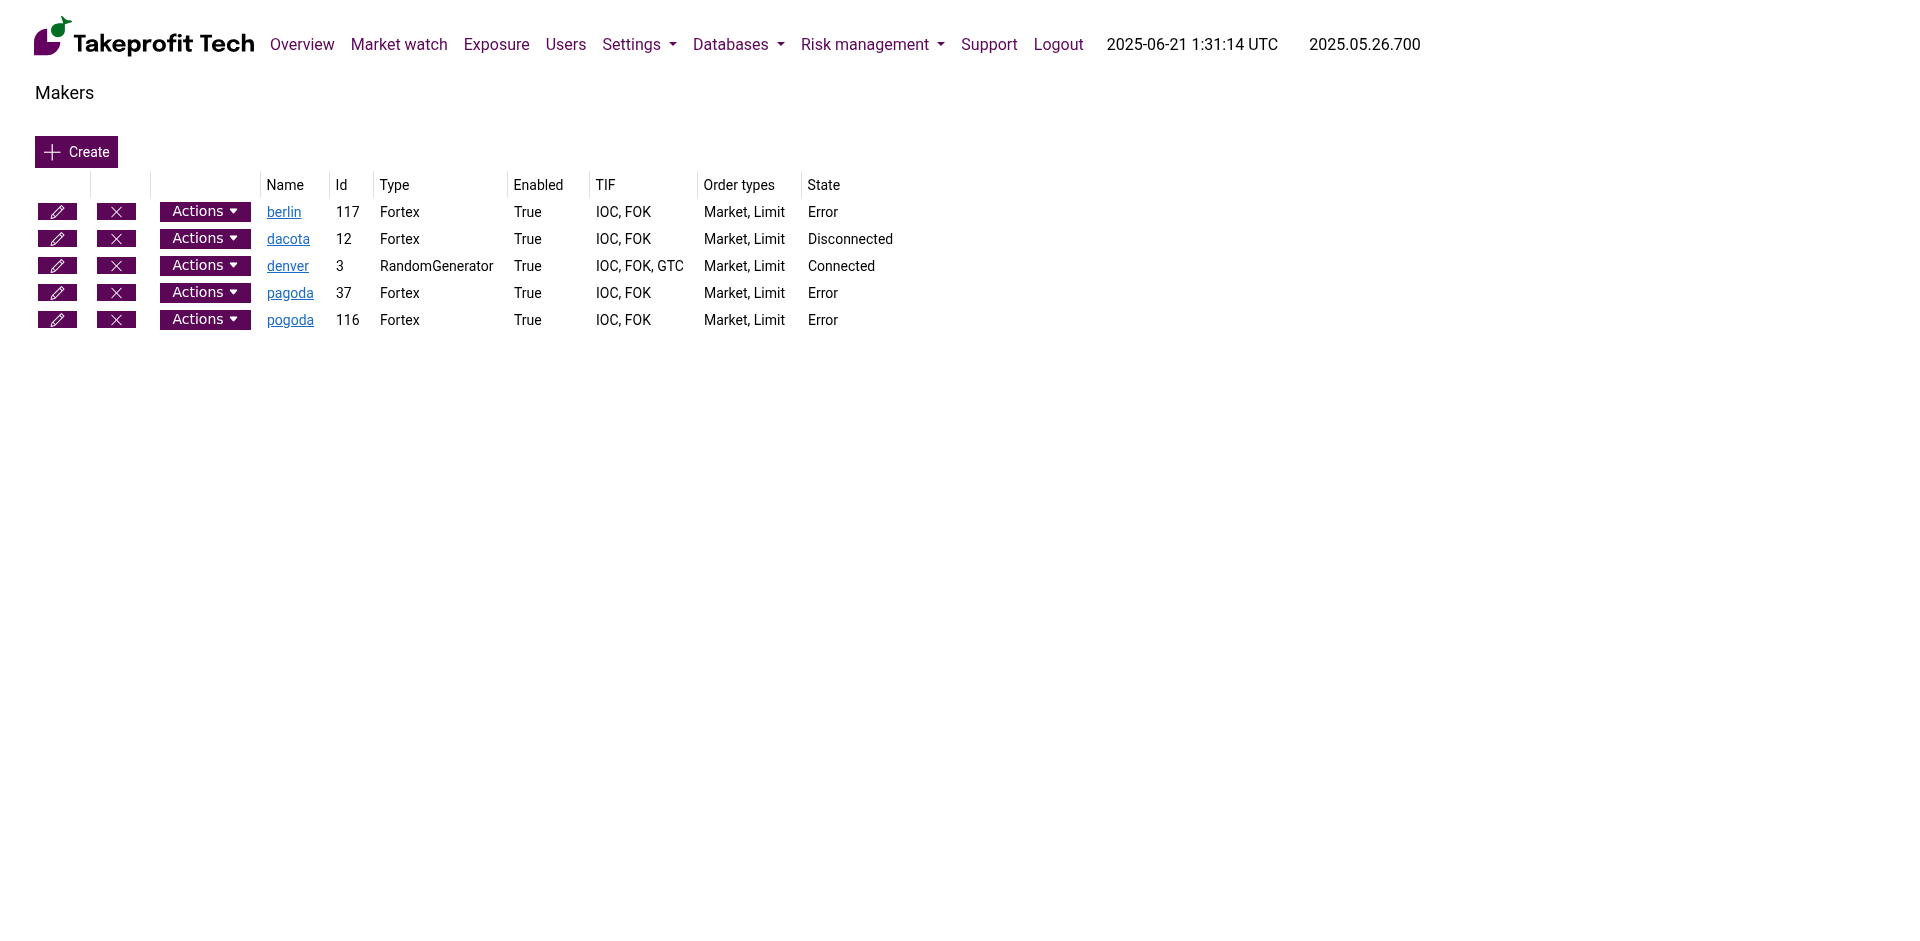 Takeprofit Tech Overview Market watch Exposure Users Settings Databases Risk management Support Logout 2025-06-21 1:31:14 UTC 2025.05.26.700
Makers
Create
Name Id Type Enabled TIF Order types State
Actions berlin 117 Fortex True IOC, FOK Market, Limit Error
Actions dacota 12 Fortex True IOC, FOK Market, Limit Disconnected
Actions denver 3 RandomGenerator True IOC, FOK, GTC Market, Limit Connected
Actions pagoda 37 Fortex True IOC, FOK Market, Limit Error
Actions pogoda 116 Fortex True IOC, FOK Market, Limit Error